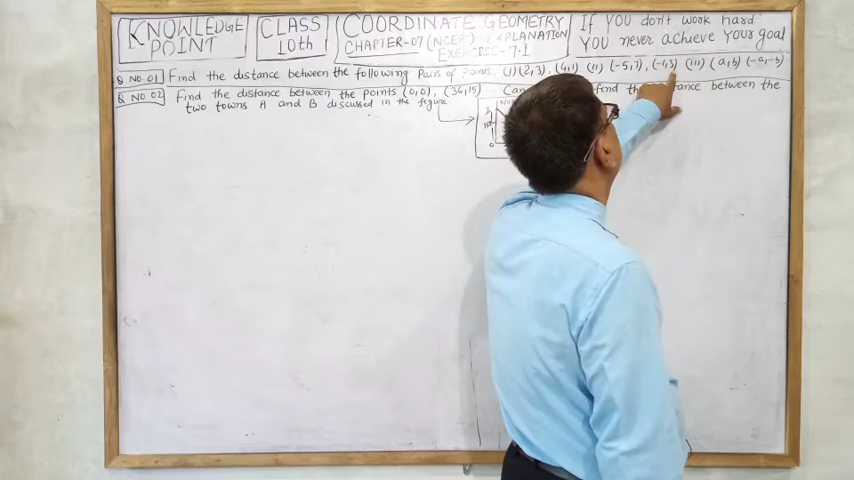 KNOWLEDGE
POINT
CLASS
10th
COORDINATE GEOMETRY
CHAPTER-07 (NCERT) EXPLANATION
EXERCISE-7.1
If You don't work hard
You never achieve Your goal
Q NO.01 Find the distance between the following Pairs of Points. (I) (2,3), (4,1) (II) (-5,7), (-1,3) (III) (a,b) (-a,-b)
Q.NO 02 Find the distance between the points (0,0), (36,15) find the distance between the
two towns A and B discussed in the figure